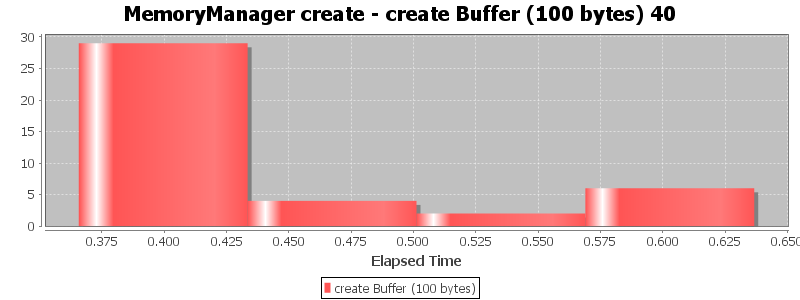 MemoryManager create - create Buffer (100 bytes) 40
30
25
20
15
10
5
0
0.375 0.400 0.425 0.450 0.475 0.500 0.525 0.550 0.575 0.600 0.625 0.650
Elapsed Time
create Buffer (100 bytes)